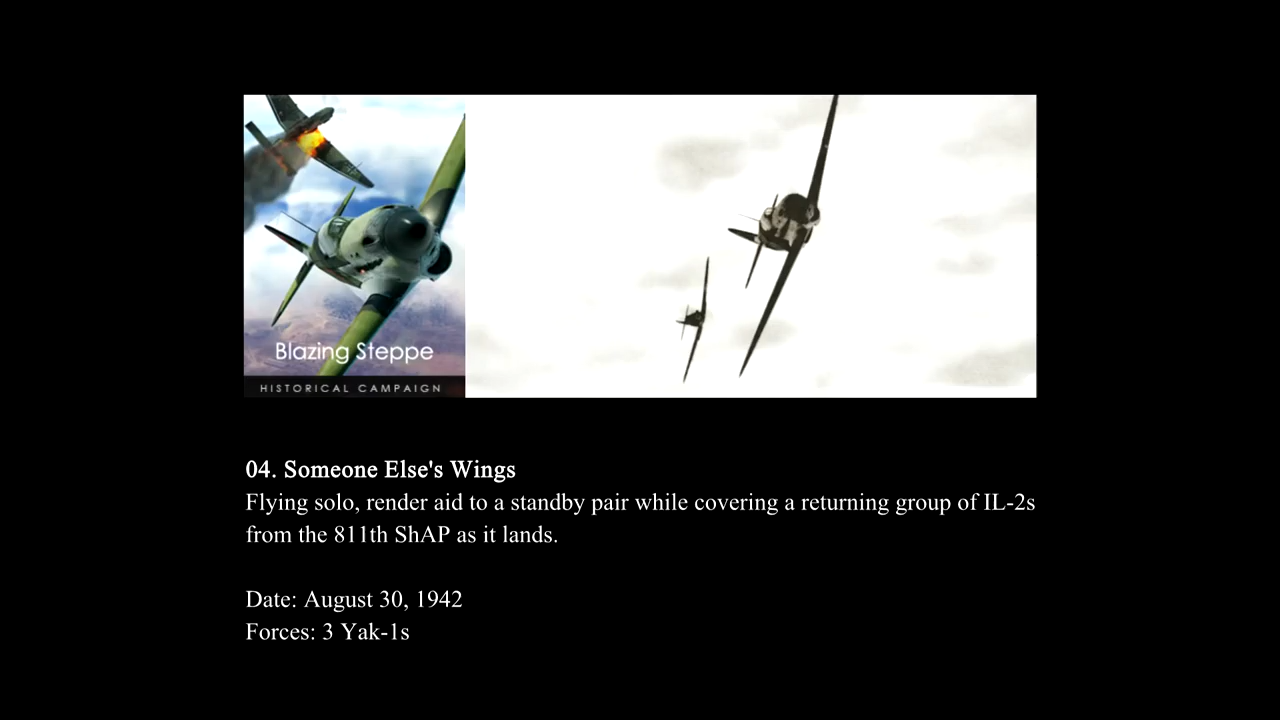 Blazing Steppe
HISTORICAL CAMPAIGN
04. Someone Else's Wings
Flying solo, render aid to a standby pair while covering a returning group of IL-2s
from the 811th ShAP as it lands.
Date: August 30, 1942
Forces: 3 Yak-1s